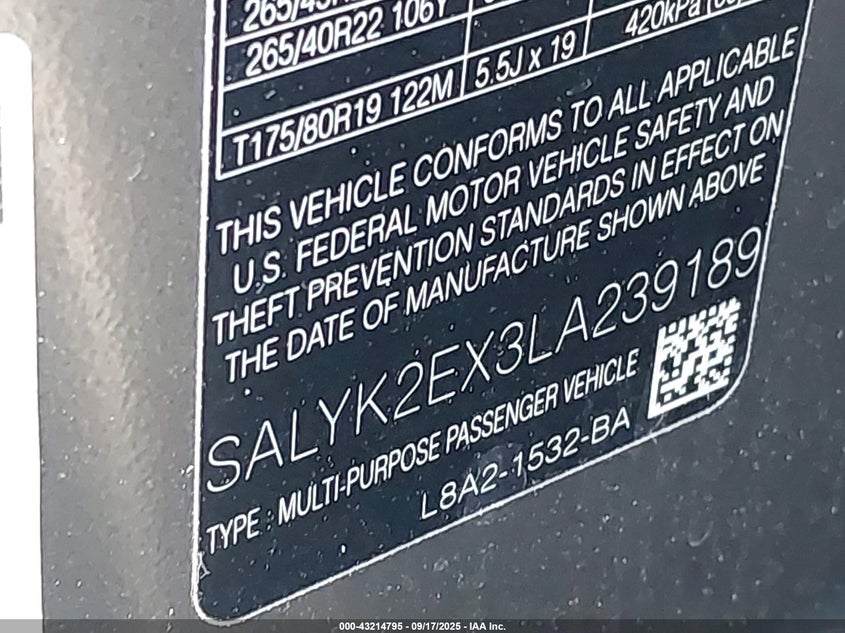 265/40R22 106Y
T175/80R19 122M 5.5J x 19 420kPa
THIS VEHICLE CONFORMS TO ALL APPLICABLE
U.S. FEDERAL MOTOR VEHICLE SAFETY AND
THEFT PREVENTION STANDARDS IN EFFECT ON
THE DATE OF MANUFACTURE SHOWN ABOVE
SALYK2EX3LA239189
TYPE : MULTI-PURPOSE PASSENGER VEHICLE
L8A2-1532-BA
000-43214795 - 09/17/2025 - IAA Inc.